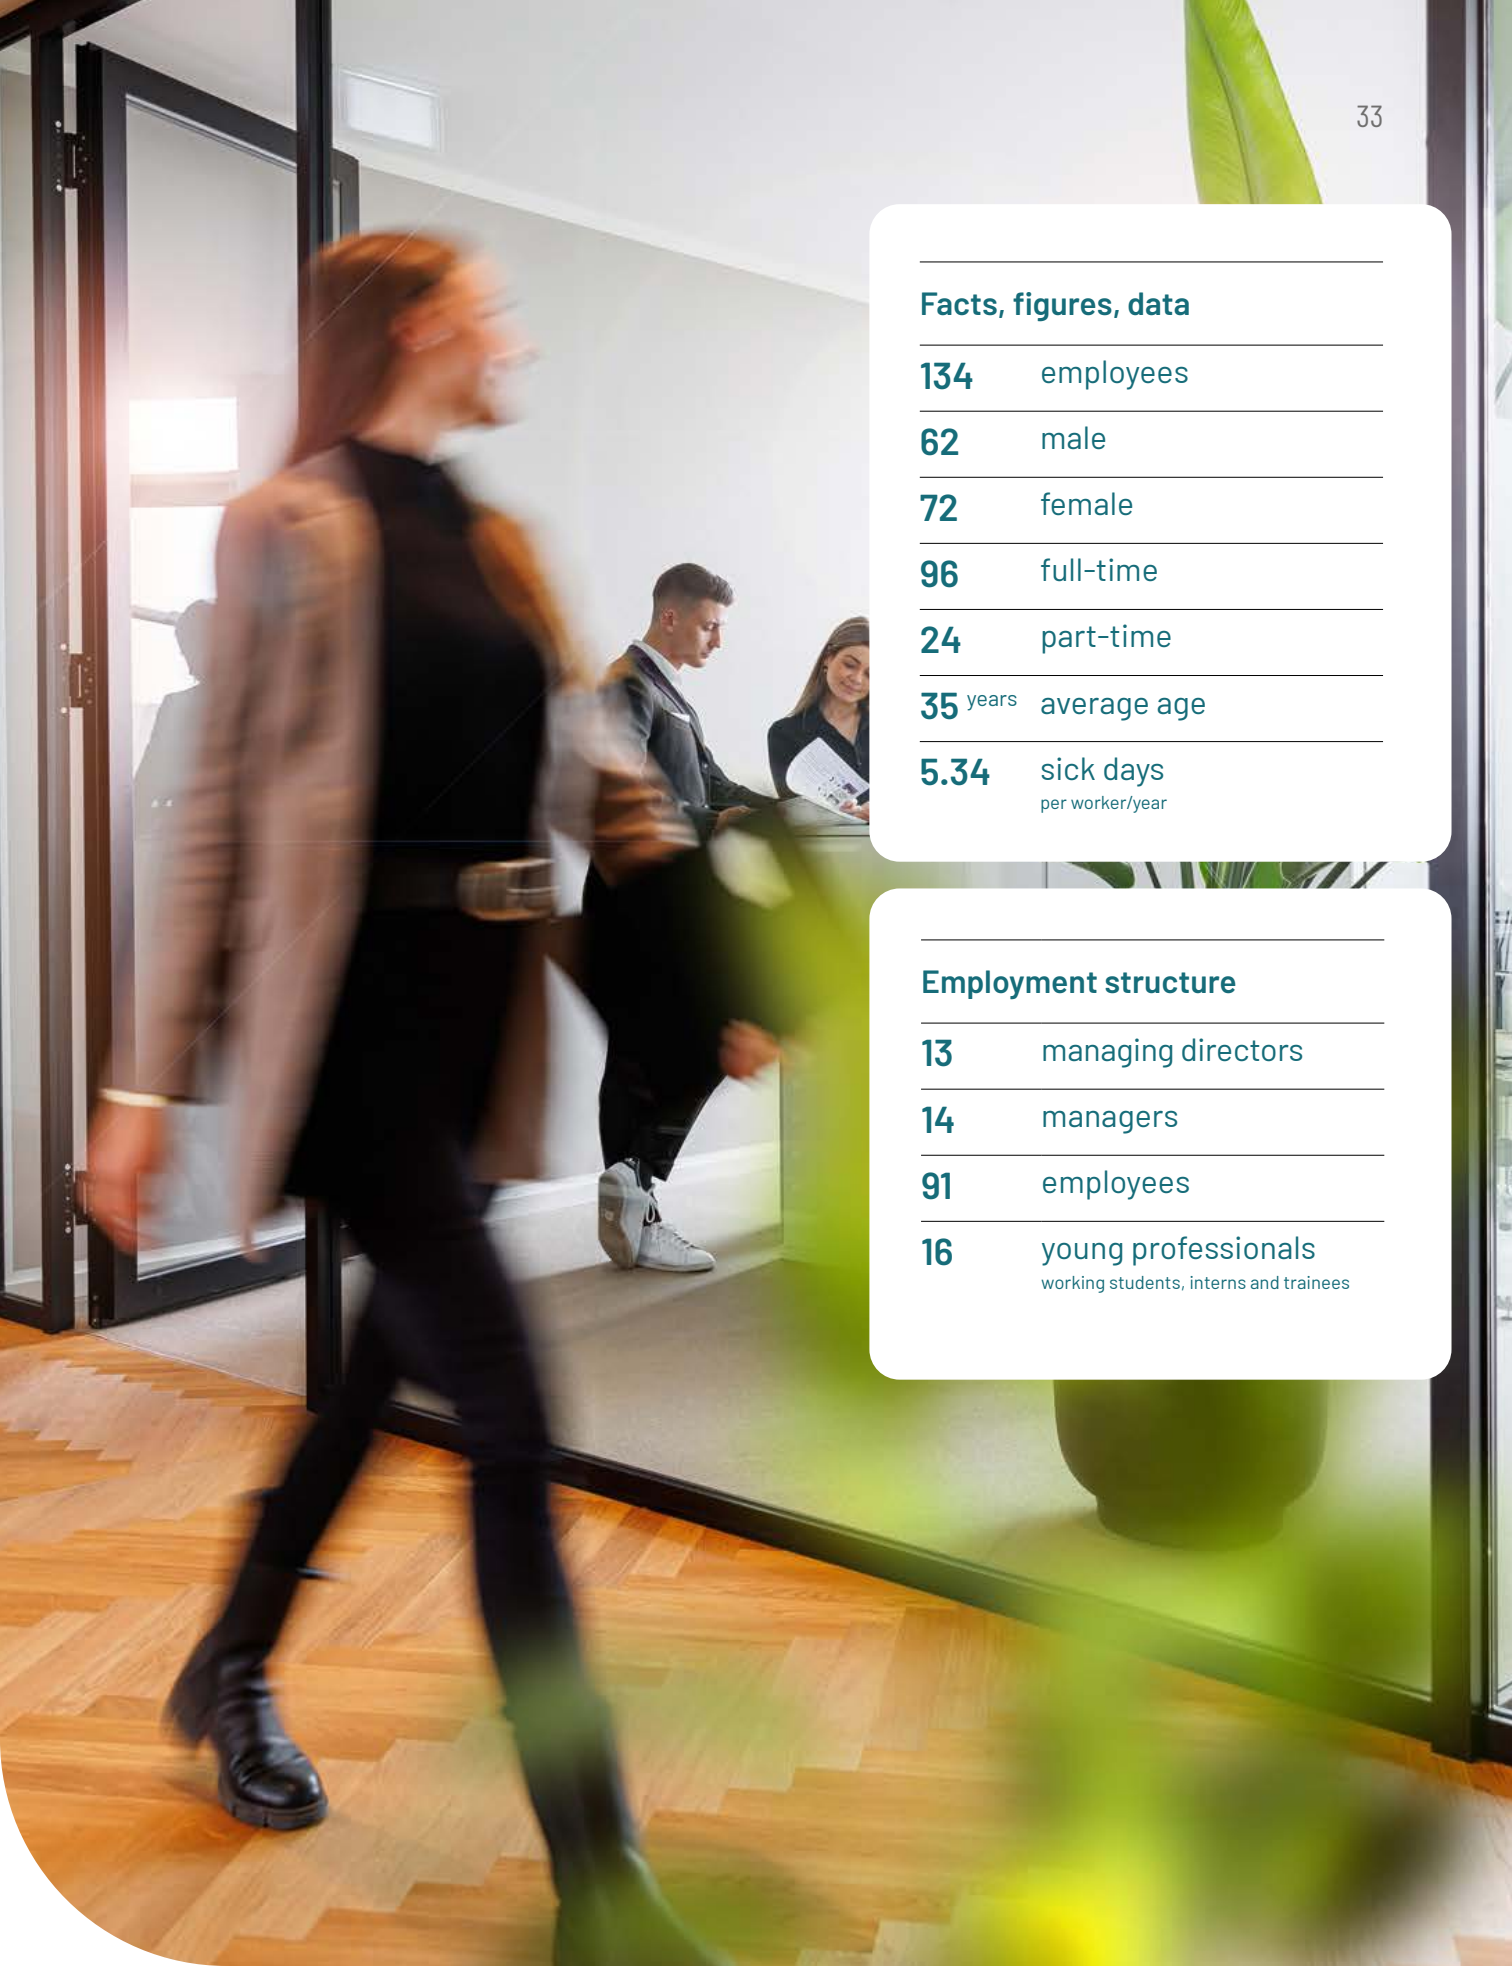 33
Facts, figures, data
134 employees
62 male
72 female
96 full-time
24 part-time
35 years average age
5.34 sick days
per worker/year
Employment structure
13 managing directors
14 managers
91 employees
16 young professionals
working students, interns and trainees